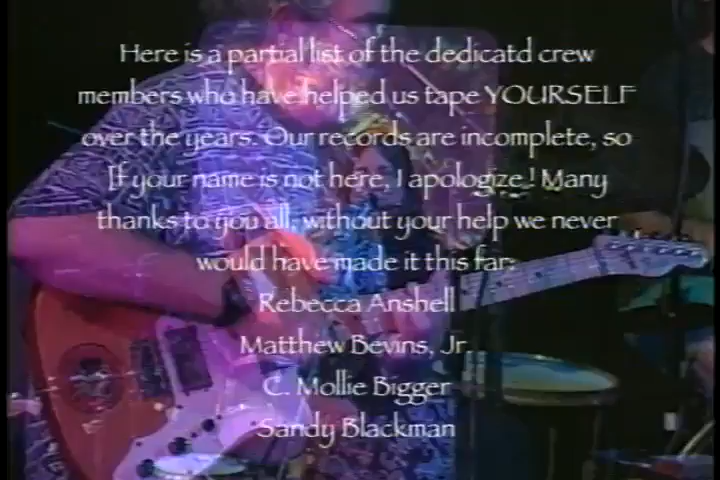 Here is a partial list of the dedicatd crew
members who have helped us tape YOURSELF
over the years. Our records are incomplete, so
If your name is not here, I apologize! Many
thanks to you all, without your help we never
would have made it this far:
Rebecca Anshell
Matthew Bevins, Jr.
C. Mollie Bigger
Sandy Blackman